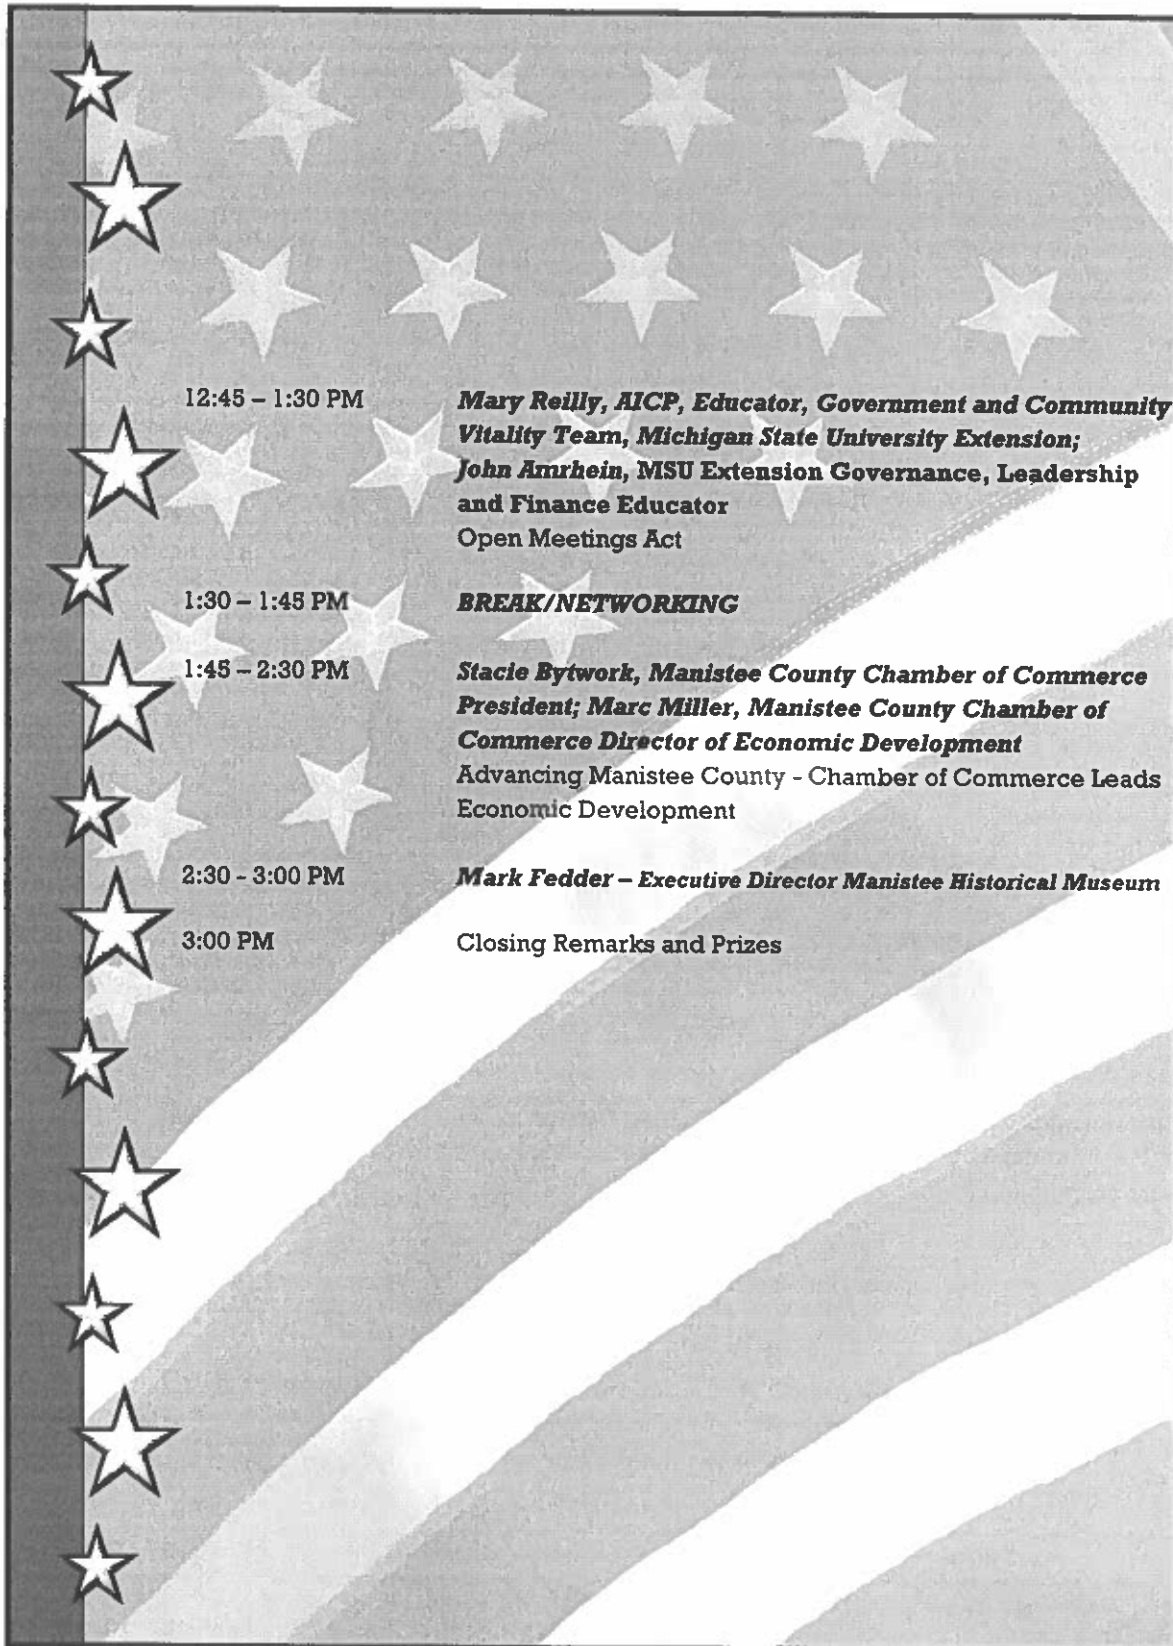 12:45 – 1:30 PM Mary Reilly, AICP, Educator, Government and Community
Vitality Team, Michigan State University Extension;
John Amrhein, MSU Extension Governance, Leadership
and Finance Educator
Open Meetings Act
1:30 – 1:45 PM BREAK/NETWORKING
1:45 – 2:30 PM Stacie Bytwork, Manistee County Chamber of Commerce
President; Marc Miller, Manistee County Chamber of
Commerce Director of Economic Development
Advancing Manistee County - Chamber of Commerce Leads
Economic Development
2:30 - 3:00 PM Mark Fedder – Executive Director Manistee Historical Museum
3:00 PM Closing Remarks and Prizes